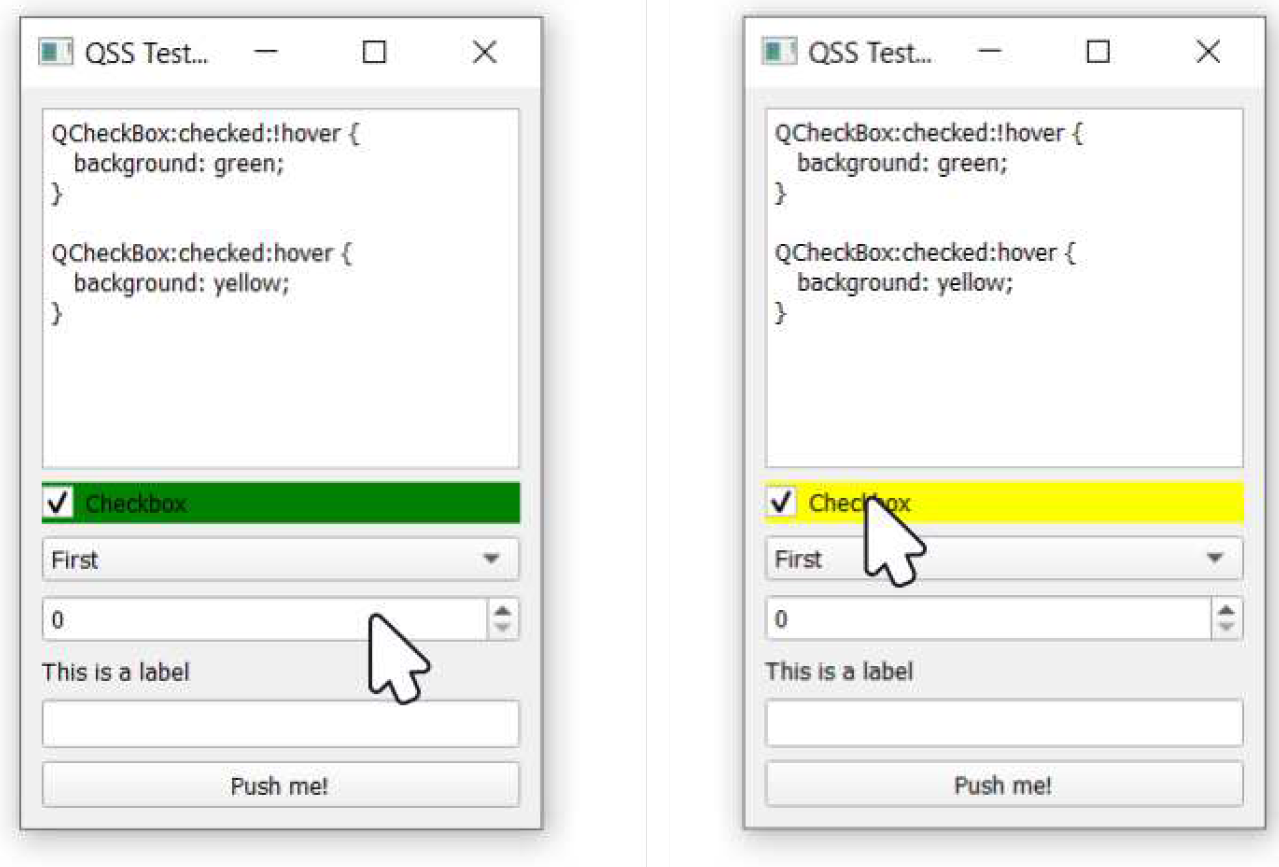 QSS Test...
QCheckBox:checked:!hover {
background: green;
}
QCheckBox:checked:hover {
background: yellow;
}
Checkbox
First
0
This is a label
Push me!
QSS Test...
QCheckBox:checked:!hover {
background: green;
}
QCheckBox:checked:hover {
background: yellow;
}
Checkbox
First
0
This is a label
Push me!